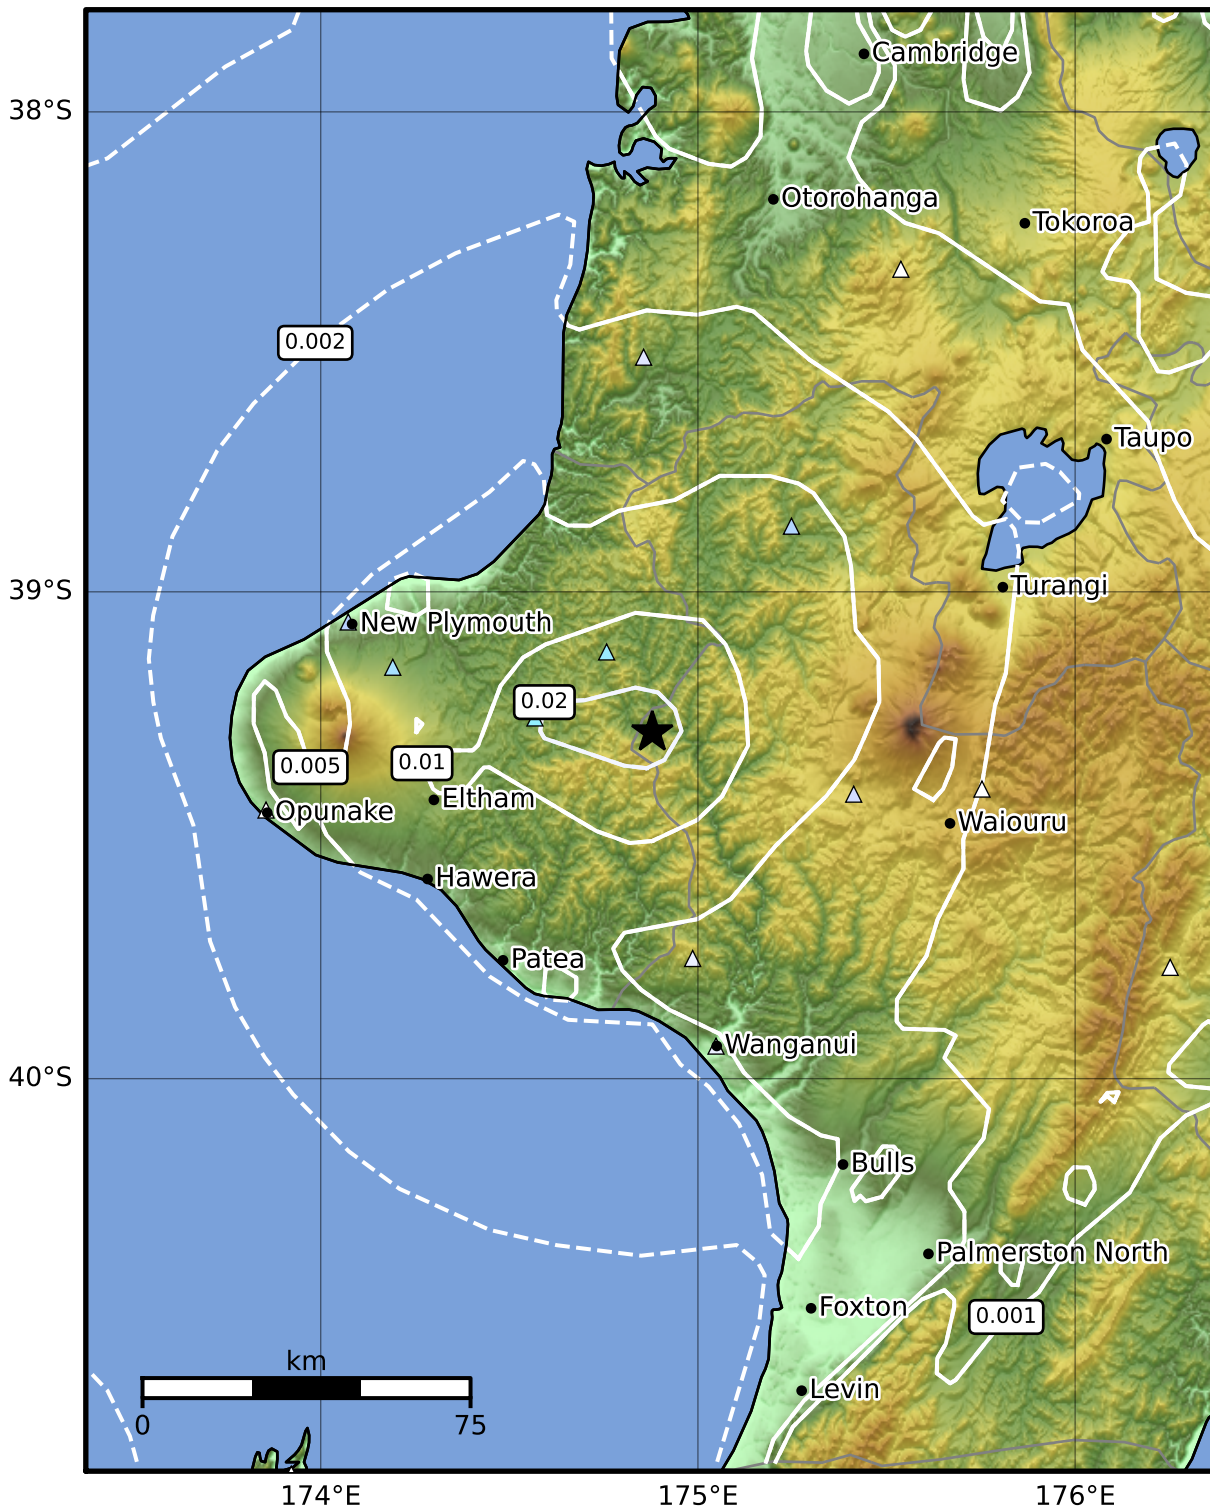 Cambridge
38°S
Otorohanga
Tokoroa
0.002
Taupo
39°S
Turangi
New Plymouth
0.02
0.005
0.01
Eltham
Opunake
Waiouru
Hawera
Patea
Wanganui
40°S
Bulls
Palmerston North
Foxton
0.001
km
Levin
0
75
174°E
175°E
176°E